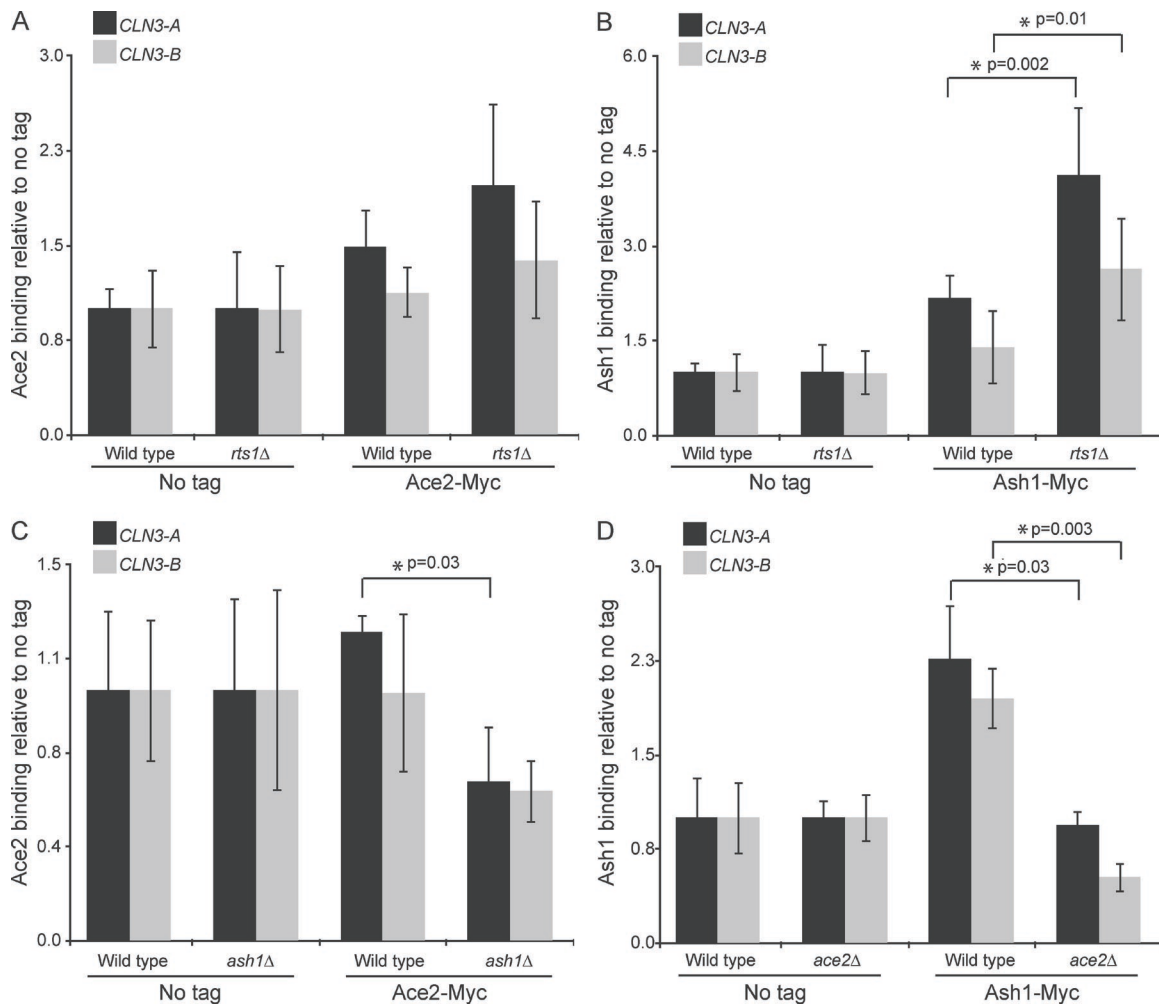 A
CLN3-A
CLN3-B
Ace2 binding relative to no tag
3.0
2.3
1.5
0.8
0.0
Wild type rts1Δ Wild type rts1Δ
No tag Ace2-Myc
B
CLN3-A
CLN3-B
* p=0.01
* p=0.002
Ash1 binding relative to no tag
6.0
4.5
3.0
1.5
0.0
Wild type rts1Δ Wild type rts1Δ
No tag Ash1-Myc
C
CLN3-A
CLN3-B
* p=0.03
Ace2 binding relative to no tag
1.5
1.1
0.8
0.4
0.0
Wild type ash1Δ Wild type ash1Δ
No tag Ace2-Myc
D
CLN3-A
CLN3-B
* p=0.003
* p=0.03
Ash1 binding relative to no tag
3.0
2.3
1.5
0.8
0.0
Wild type ace2Δ Wild type ace2Δ
No tag Ash1-Myc